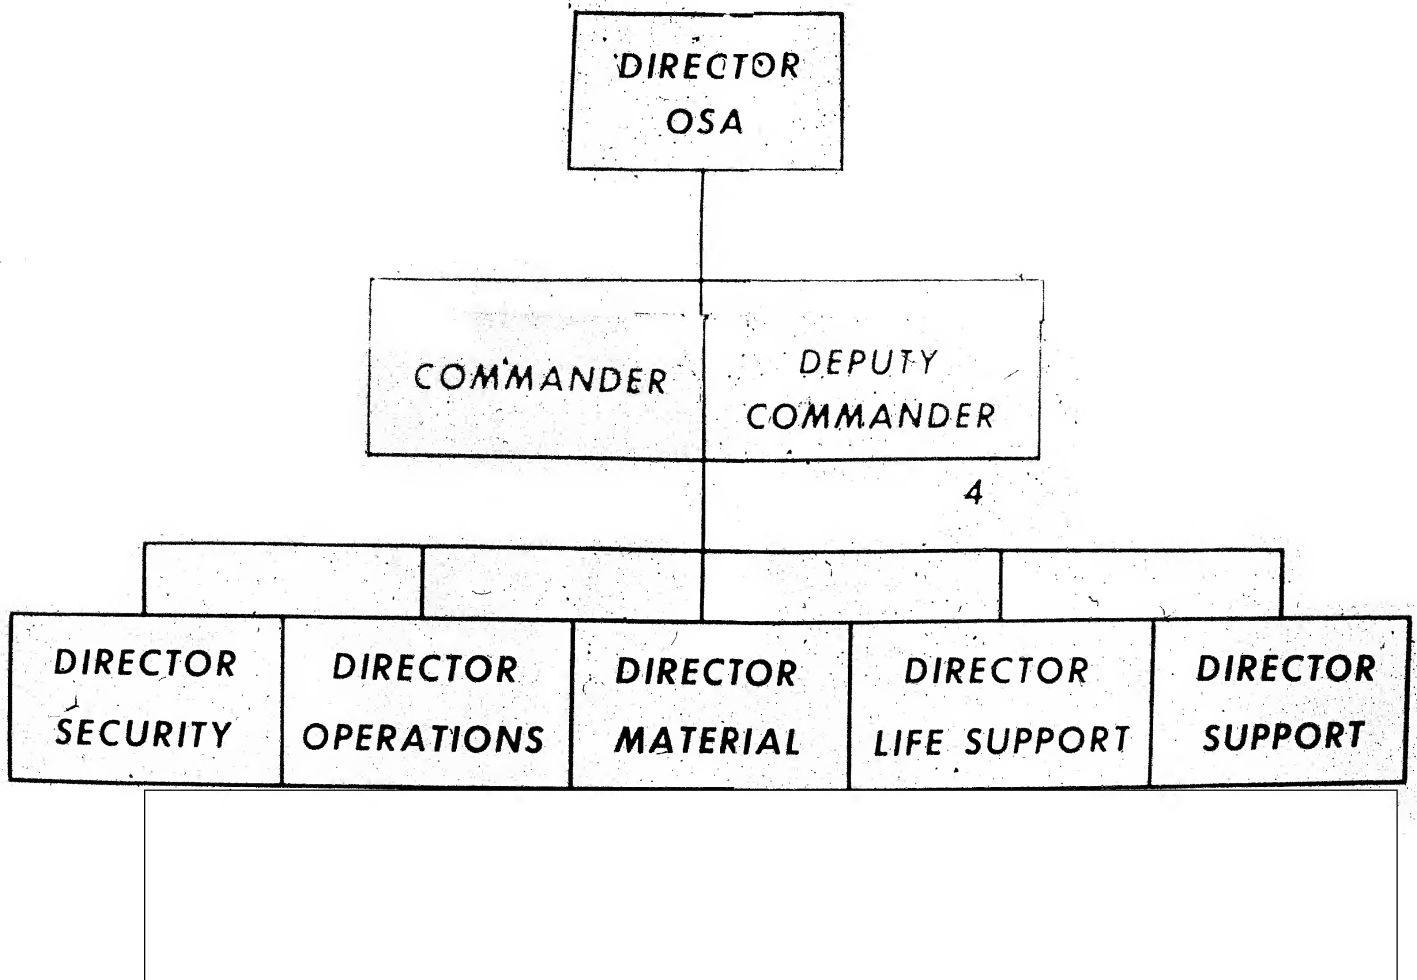 DIRECTOR
OSA
COMMANDER
DEPUTY
COMMANDER
4
DIRECTOR
SECURITY
DIRECTOR
OPERATIONS
DIRECTOR
MATERIAL
DIRECTOR
LIFE SUPPORT
DIRECTOR
SUPPORT